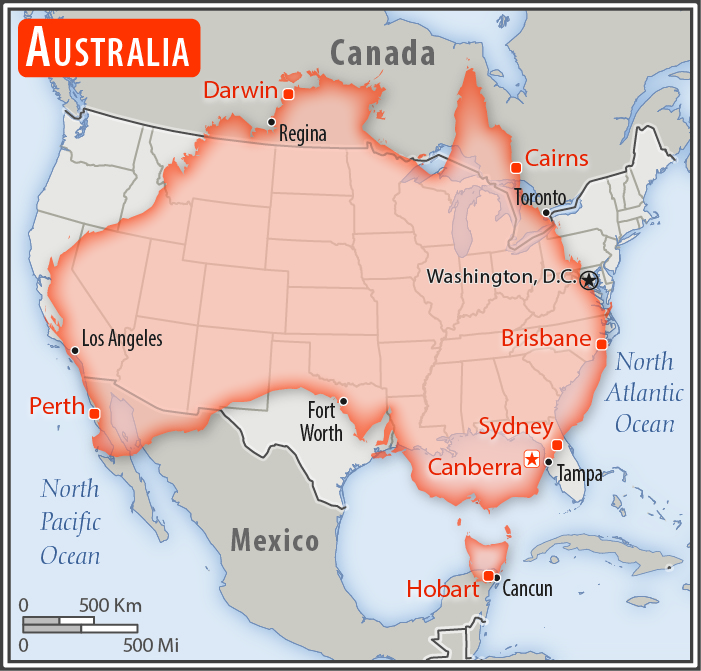 AUSTRALIA
Canada
Darwin
Regina
Cairns
Toronto
Washington, D.C.
Los Angeles
Brisbane
North
Atlantic
Ocean
Perth
Fort
Worth
Sydney
Canberra
Tampa
North
Pacific
Ocean
Mexico
Hobart
Cancun
0 500 Km
0 500 Mi